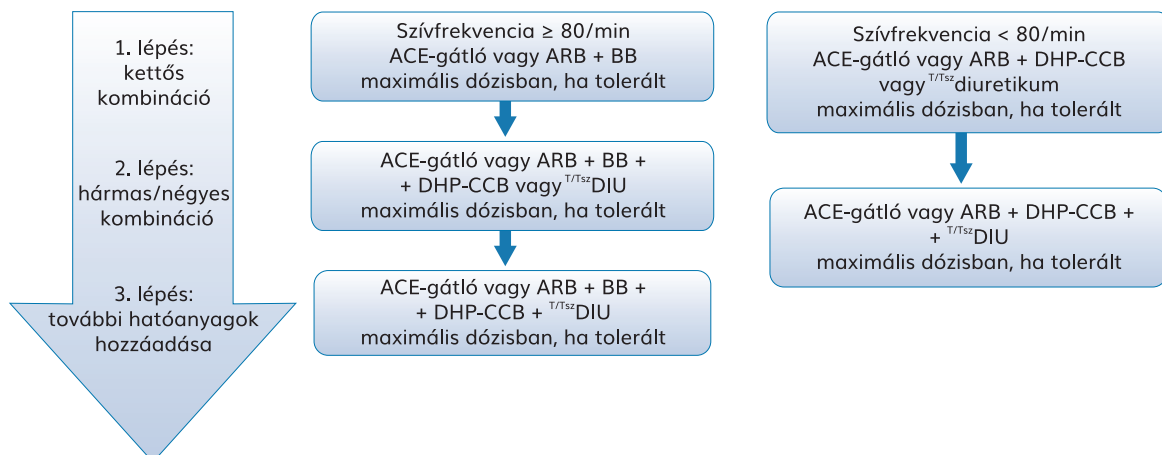 1. lépés:
kettős
kombináció
2. lépés:
hármas/négyes
kombináció
3. lépés:
további hatóanyagok
hozzáadása
Szívfrekvencia ≥ 80/min
ACE-gátló vagy ARB + BB
maximális dózisban, ha tolerált
ACE-gátló vagy ARB + BB +
+ DHP-CCB vagy T/TszDIU
maximális dózisban, ha tolerált
ACE-gátló vagy ARB + BB +
+ DHP-CCB + T/TszDIU
maximális dózisban, ha tolerált
Szívfrekvencia < 80/min
ACE-gátló vagy ARB + DHP-CCB
vagy T/Tszdiuretikum
maximális dózisban, ha tolerált
ACE-gátló vagy ARB + DHP-CCB +
+ T/TszDIU
maximális dózisban, ha tolerált